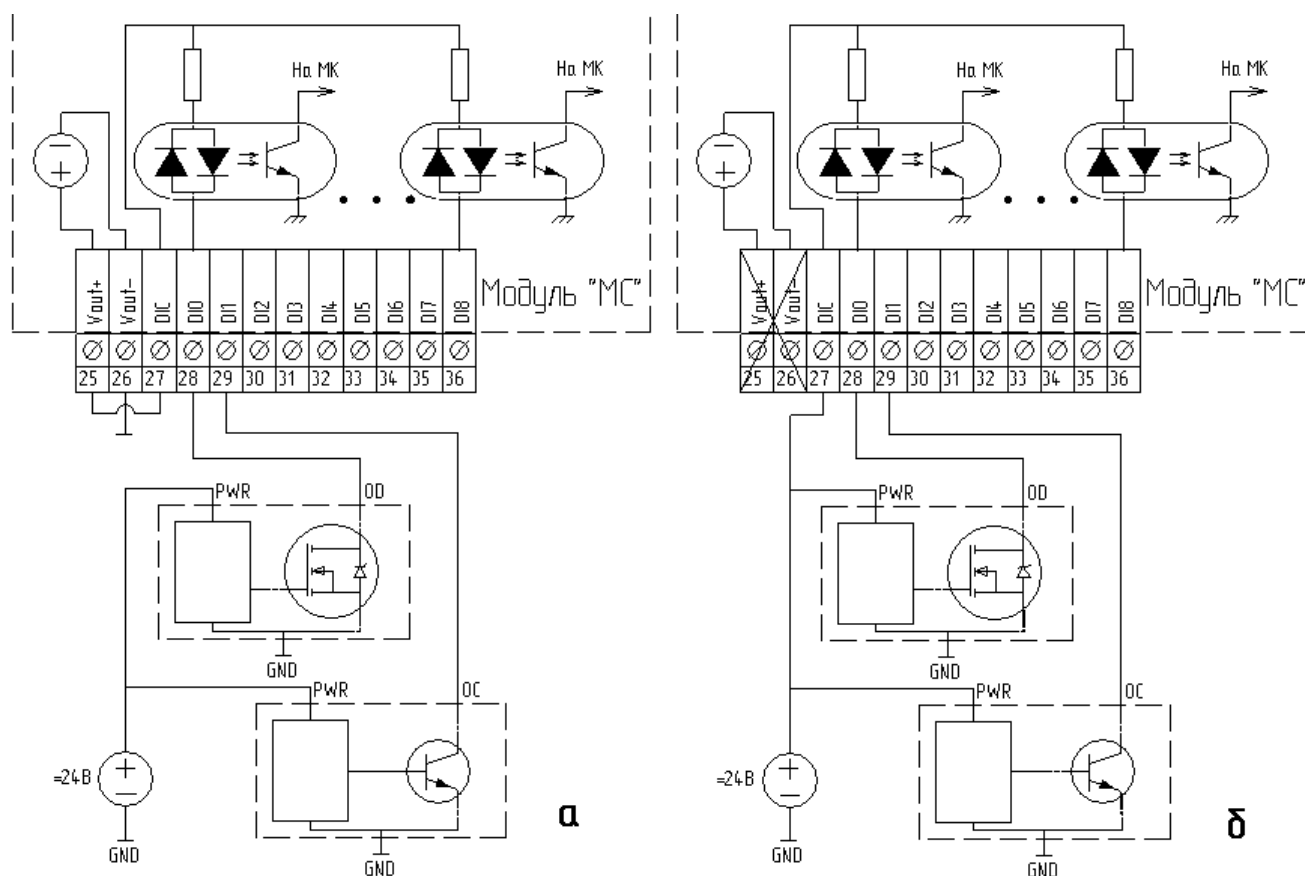 На МК
На МК
Vout+
Vout-
DIC
DI0
DI1
DI2
DI3
DI4
DI5
DI6
DI7
DI8
Модуль "МС"
25
26
27
28
29
30
31
32
33
34
35
36
PWR
OD
GND
PWR
OC
=24В
GND
GND
а
На МК
На МК
Vout+
Vout-
DIC
DI0
DI1
DI2
DI3
DI4
DI5
DI6
DI7
DI8
Модуль "МС"
25
26
27
28
29
30
31
32
33
34
35
36
PWR
OD
GND
PWR
OC
=24В
GND
GND
б